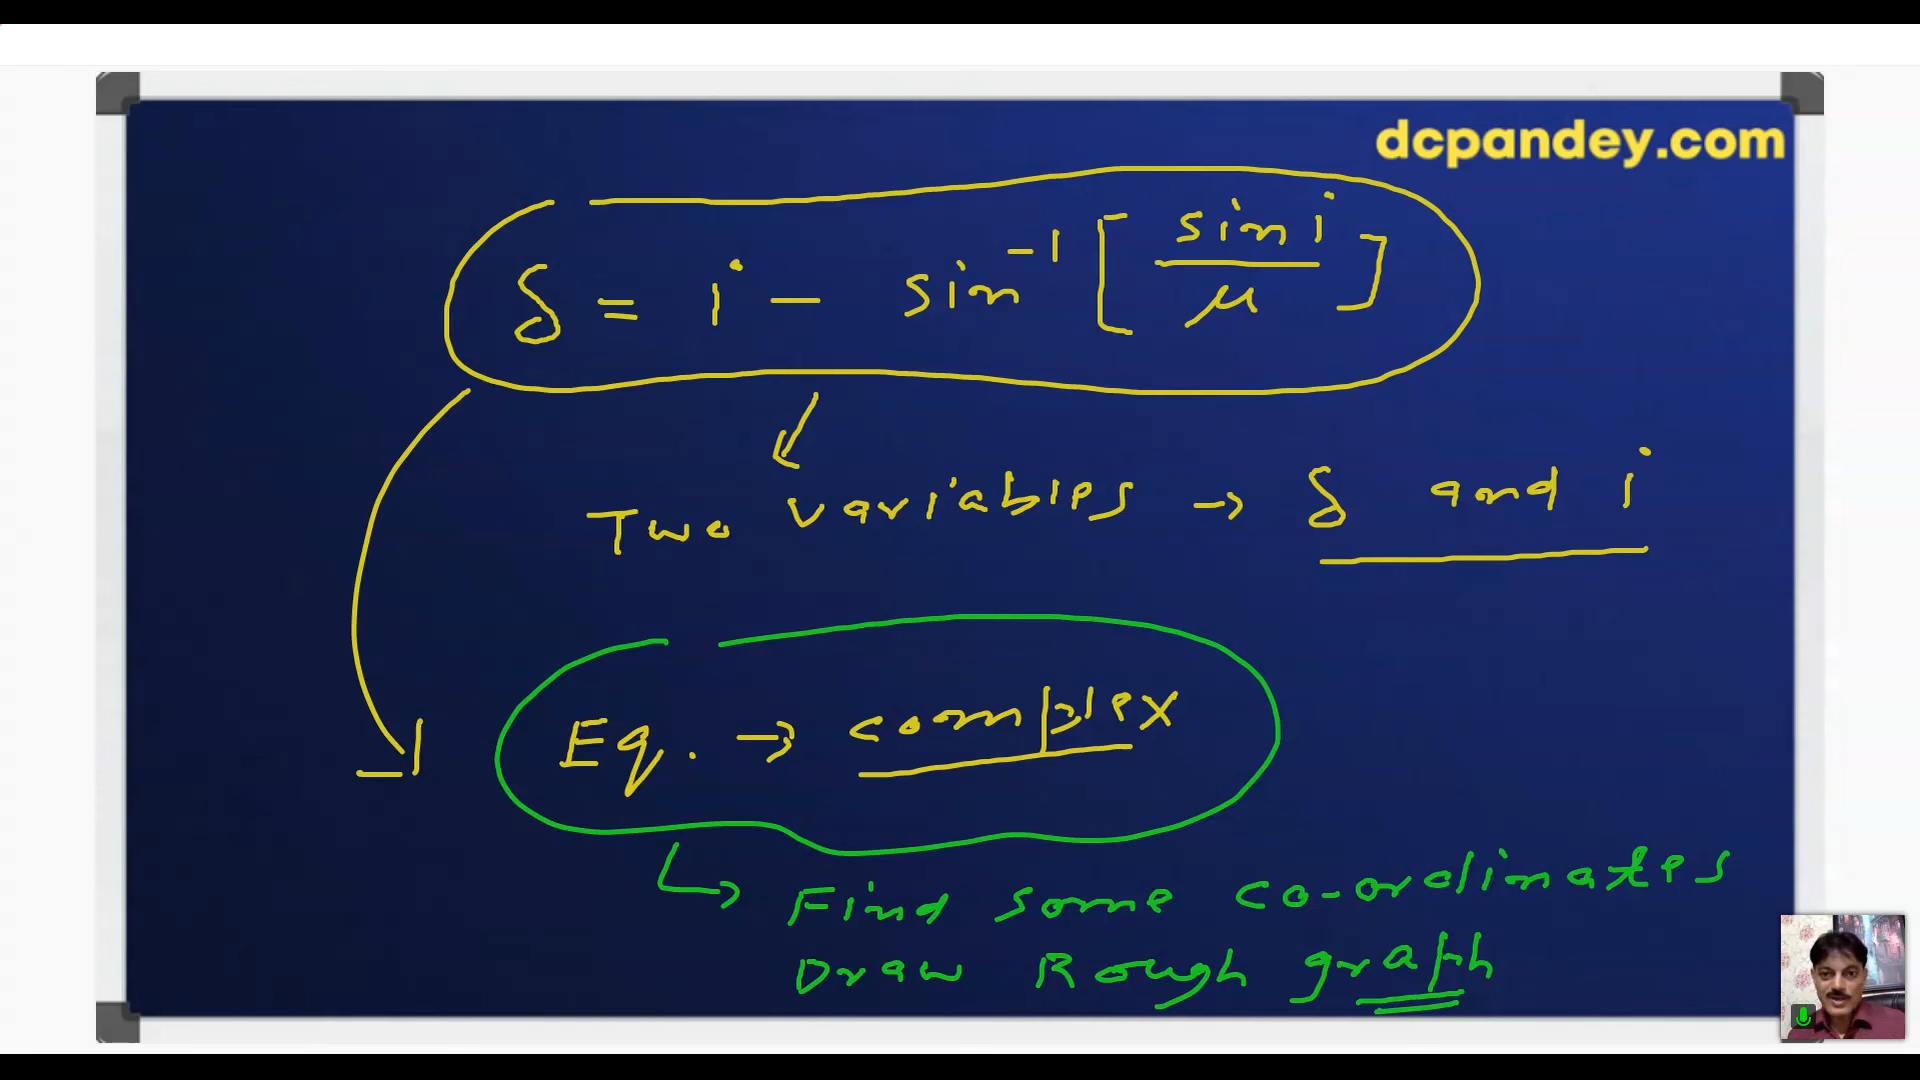 dcpandey.com
δ = i − sin⁻¹ [ sin i / μ ]
Two variables → δ and i
Eq. → complex
Find some co-ordinates
Draw Rough graph